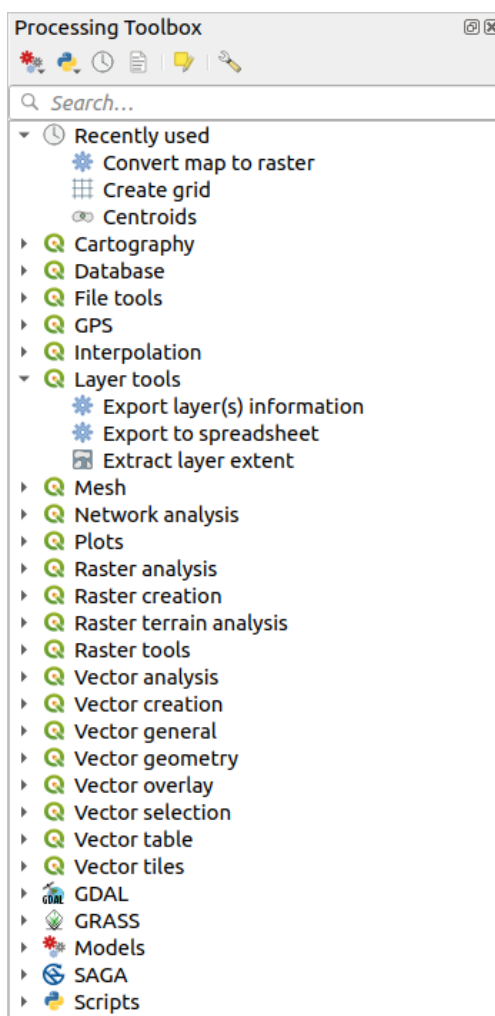 Processing Toolbox
Search...
Recently used
Convert map to raster
Create grid
Centroids
Cartography
Database
File tools
GPS
Interpolation
Layer tools
Export layer(s) information
Export to spreadsheet
Extract layer extent
Mesh
Network analysis
Plots
Raster analysis
Raster creation
Raster terrain analysis
Raster tools
Vector analysis
Vector creation
Vector general
Vector geometry
Vector overlay
Vector selection
Vector table
Vector tiles
GDAL GDAL
GRASS
Models
SAGA
Scripts